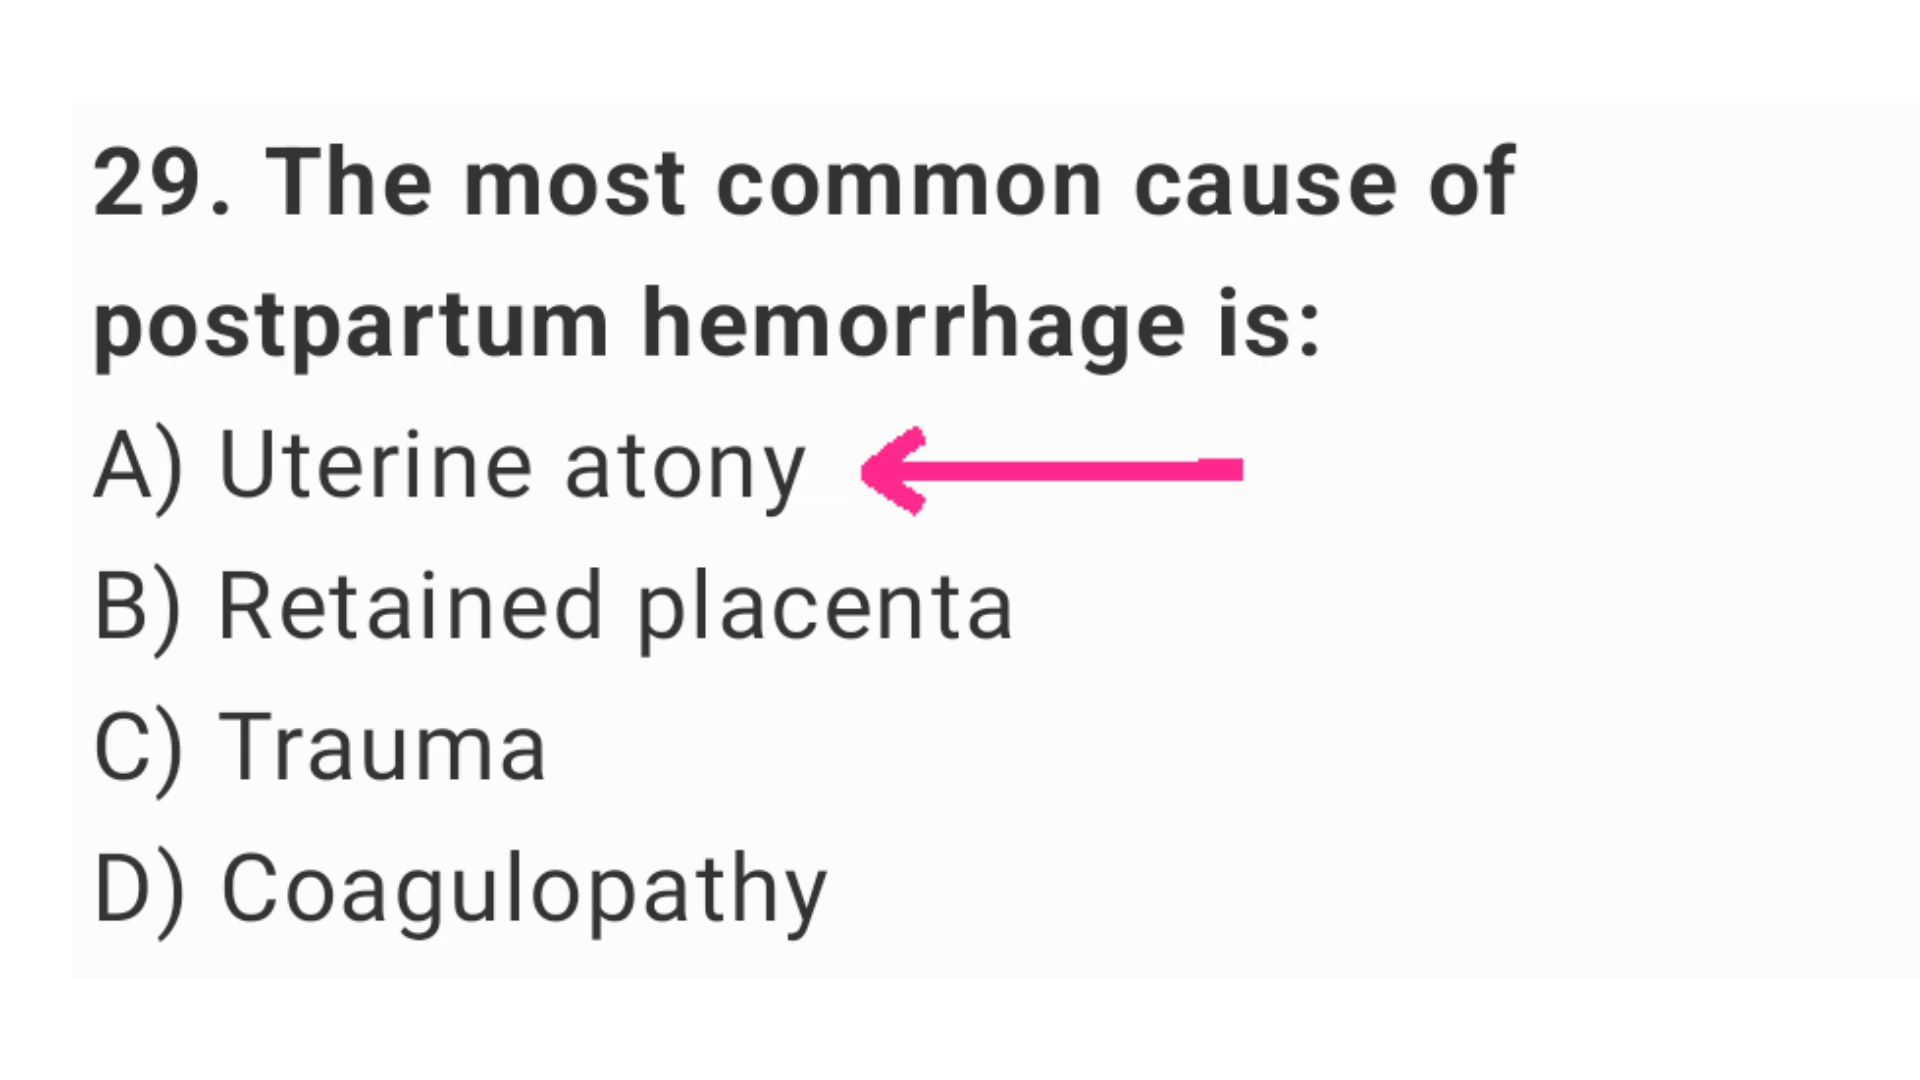 29. The most common cause of
postpartum hemorrhage is:
A) Uterine atony
B) Retained placenta
C) Trauma
D) Coagulopathy